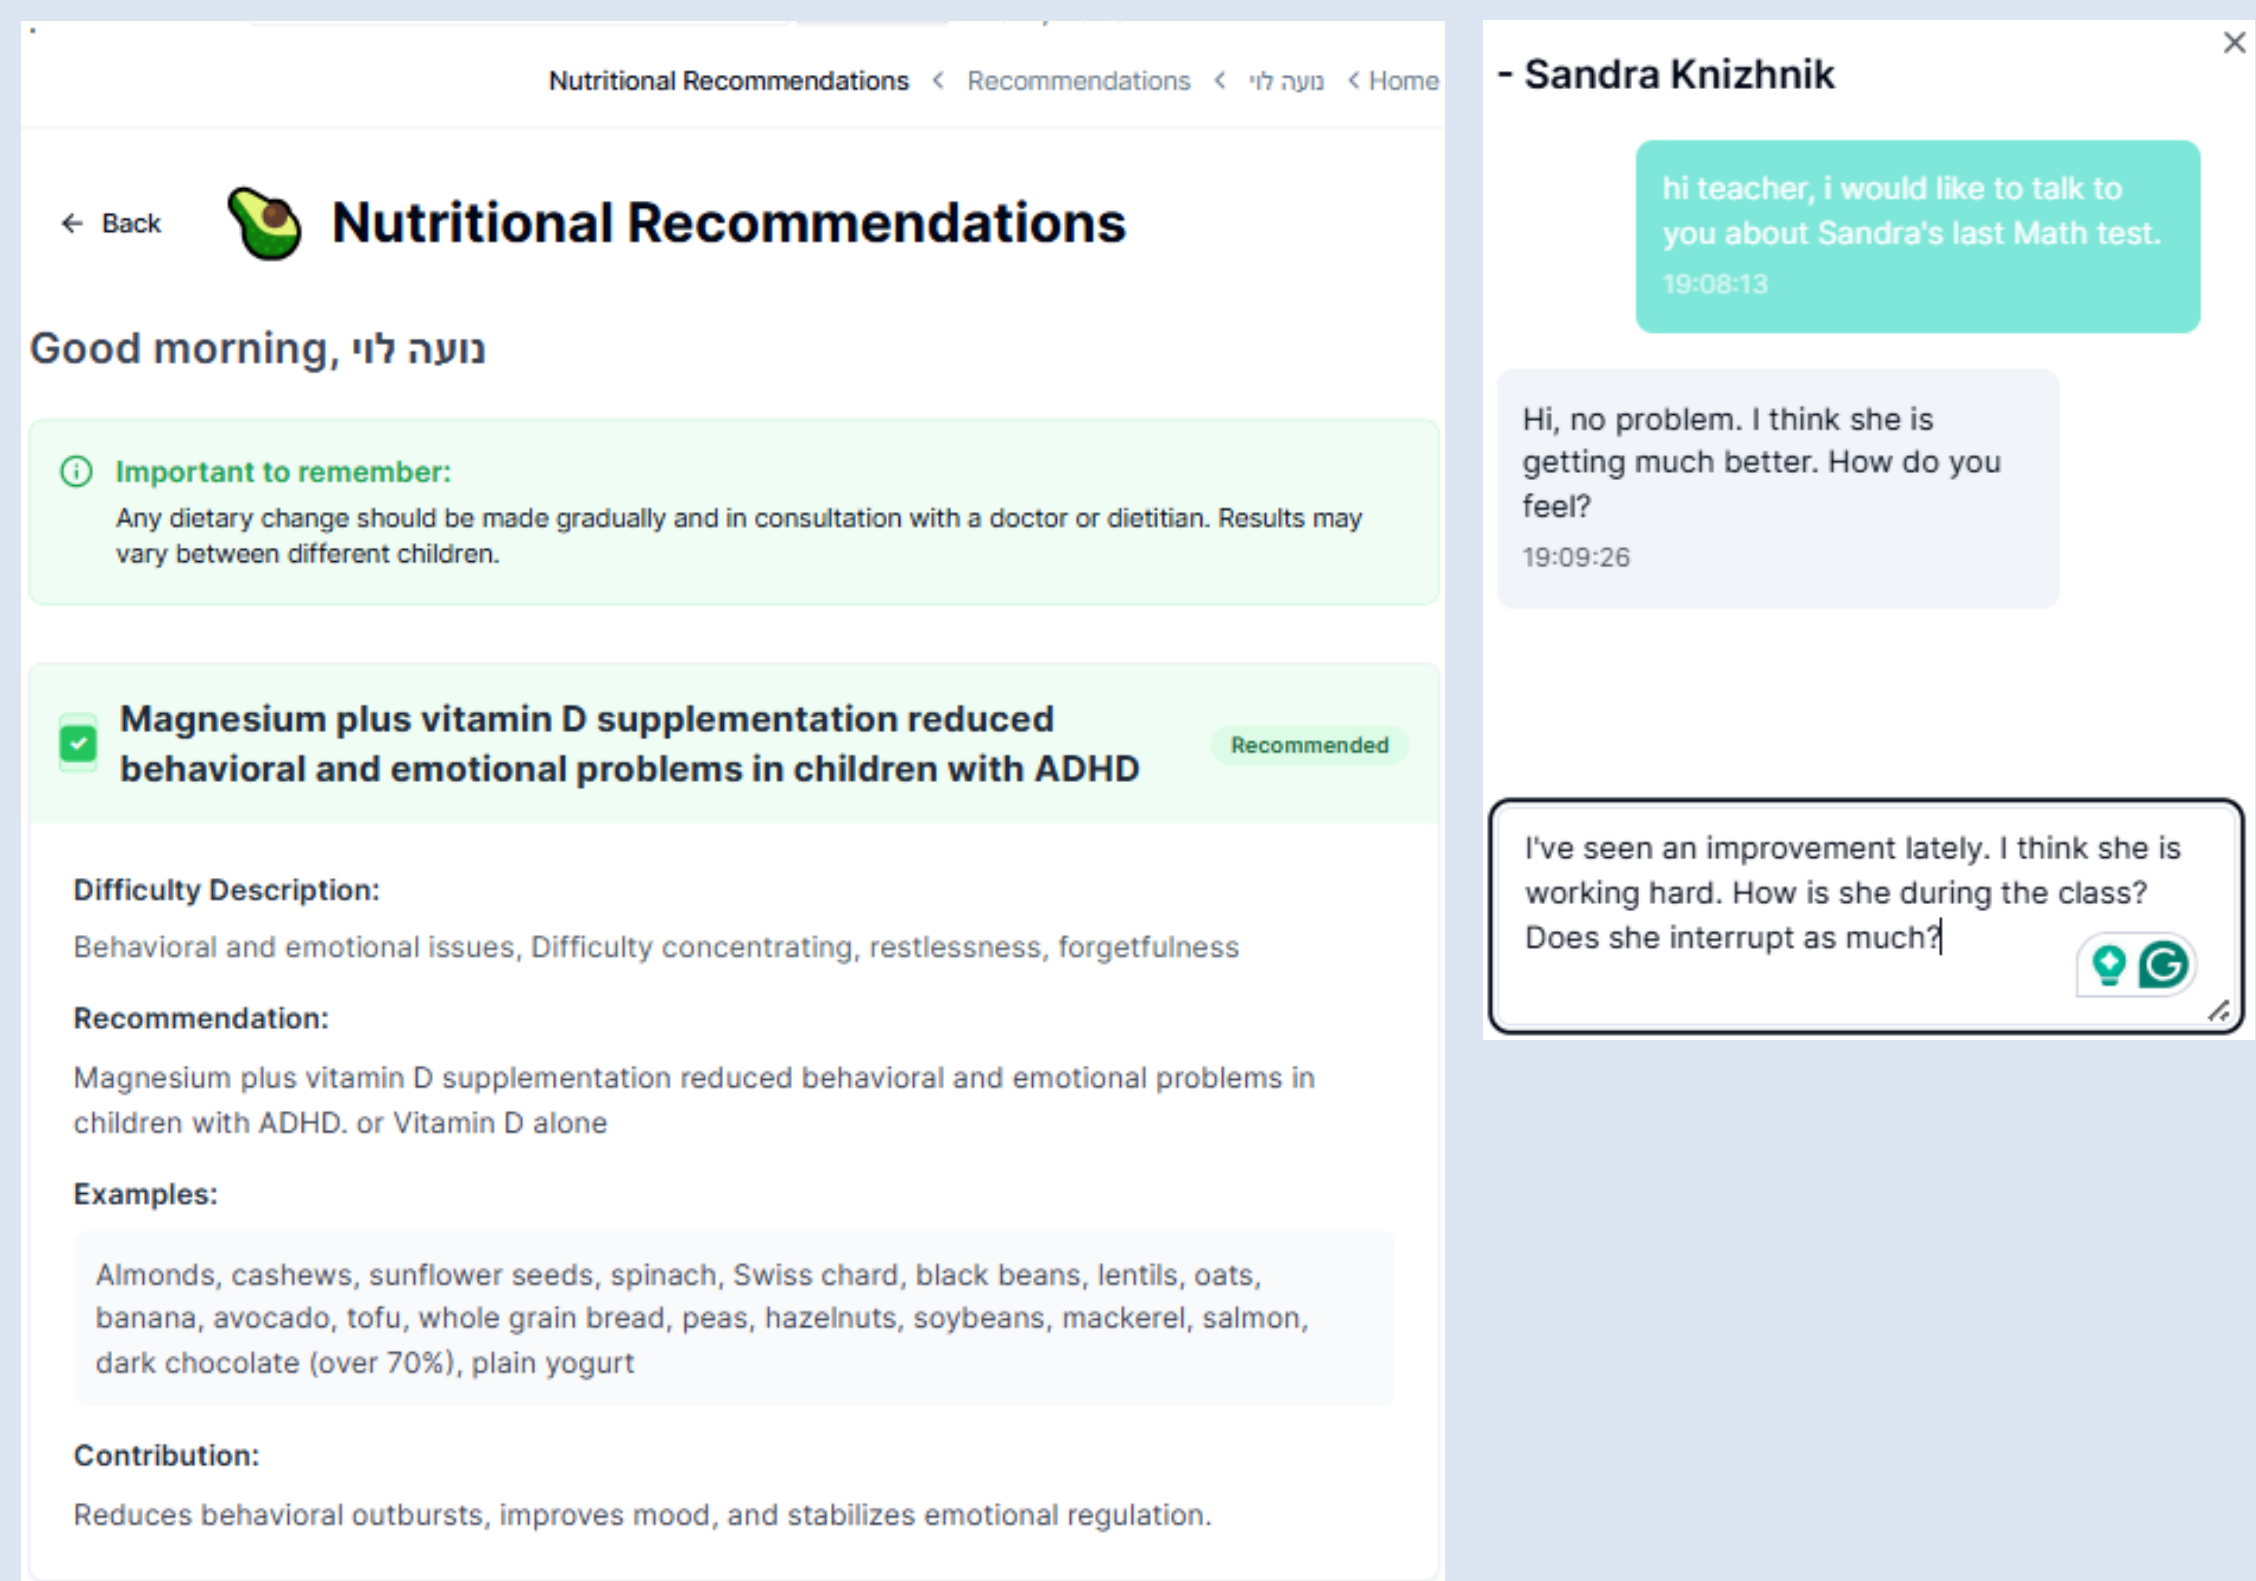 Nutritional Recommendations < Recommendations < נועה לוי < Home
← Back
Nutritional Recommendations
Good morning, נועה לוי
Important to remember:
Any dietary change should be made gradually and in consultation with a doctor or dietitian. Results may
vary between different children.
Magnesium plus vitamin D supplementation reduced
behavioral and emotional problems in children with ADHD
Recommended
Difficulty Description:
Behavioral and emotional issues, Difficulty concentrating, restlessness, forgetfulness
Recommendation:
Magnesium plus vitamin D supplementation reduced behavioral and emotional problems in
children with ADHD. or Vitamin D alone
Examples:
Almonds, cashews, sunflower seeds, spinach, Swiss chard, black beans, lentils, oats,
banana, avocado, tofu, whole grain bread, peas, hazelnuts, soybeans, mackerel, salmon,
dark chocolate (over 70%), plain yogurt
Contribution:
Reduces behavioral outbursts, improves mood, and stabilizes emotional regulation.
- Sandra Knizhnik
hi teacher, i would like to talk to
you about Sandra's last Math test.
19:08:13
Hi, no problem. I think she is
getting much better. How do you
feel?
19:09:26
I've seen an improvement lately. I think she is
working hard. How is she during the class?
Does she interrupt as much?